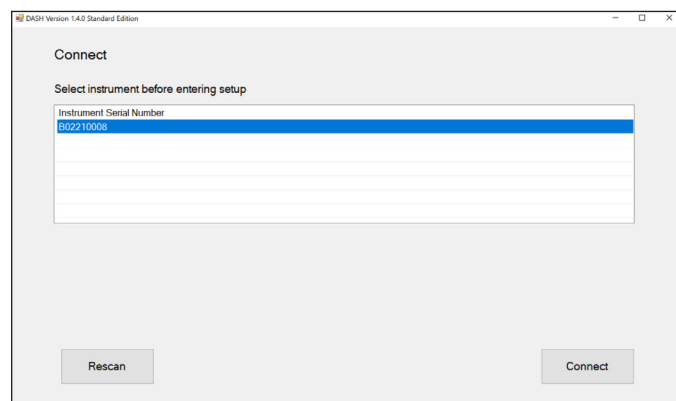 DASH Version 1.4.0 Standard Edition
Connect
Select instrument before entering setup
Instrument Serial Number
B02210008
Rescan
Connect